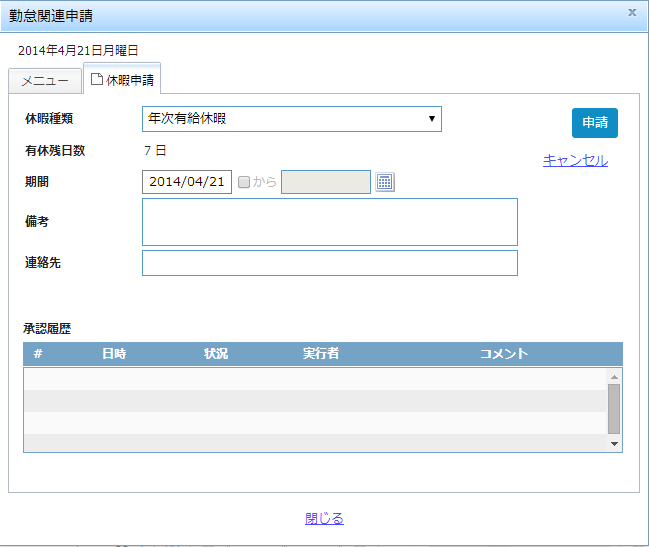 勤怠関連申請 x
2014年4月21日月曜日
メニュー 休暇申請
休暇種類 年次有給休暇 ▼ 申請
有休残日数 7 日 キャンセル
期間 2014/04/21 から
備考
連絡先
承認履歴
# 日時 状況 実行者 コメント
閉じる